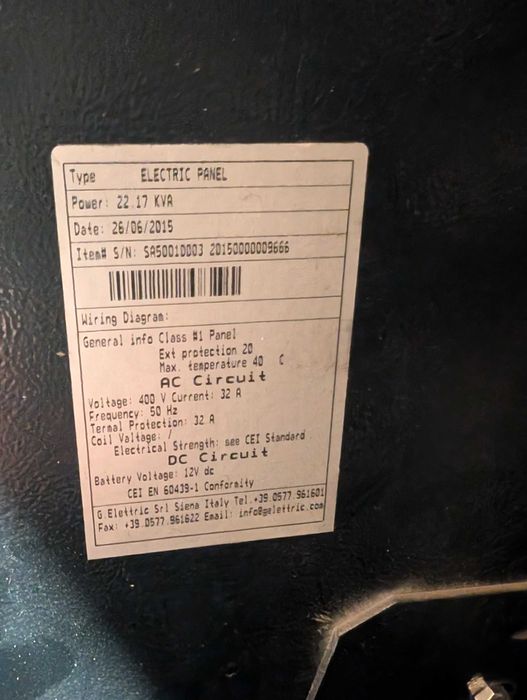 Type ELECTRIC PANEL
Power: 22.17 KVA
Date: 26/06/2015
Item# S/N: SA5001D003 20150000009666
Wiring Diagram:
General info Class #1 Panel
Ext protection 20
Max. temperature 40 C
AC Circuit
Voltage: 400 V Current: 32 A
Frequency: 50 Hz
Termal Protection: 32 A
Coil Valtage: /
Electrical Strength: see CEI Standard
DC Circuit
Battery Voltage: 12V dc
CEI EN 60439-1 Conformity
G.Elettric Srl Siena Italy Tel.+39.0577.961601
Fax: +39.0577.961622 Email: info@gelettric.com